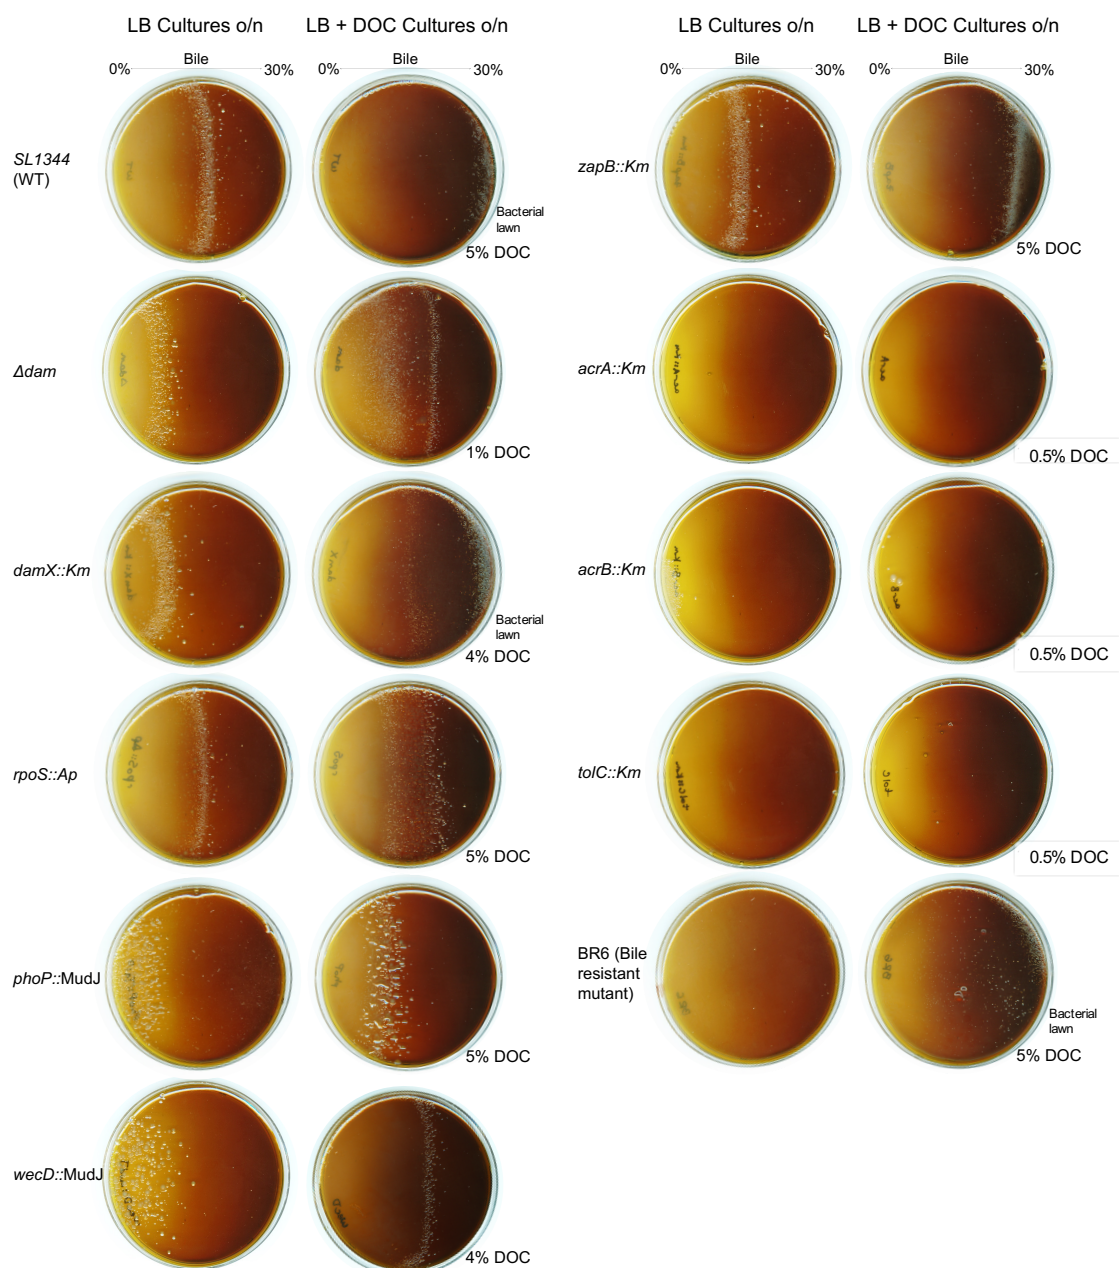 LB Cultures o/n
LB + DOC Cultures o/n
LB Cultures o/n
LB + DOC Cultures o/n
0% Bile 30%
0% Bile 30%
0% Bile 30%
0% Bile 30%
SL1344
(WT)
Bacterial
lawn
5% DOC
zapB::Km
5% DOC
Δdam
1% DOC
acrA::Km
0.5% DOC
damX::Km
Bacterial
lawn
4% DOC
acrB::Km
0.5% DOC
rpoS::Ap
5% DOC
tolC::Km
0.5% DOC
phoP::MudJ
5% DOC
BR6 (Bile
resistant
mutant)
Bacterial
lawn
5% DOC
wecD::MudJ
4% DOC